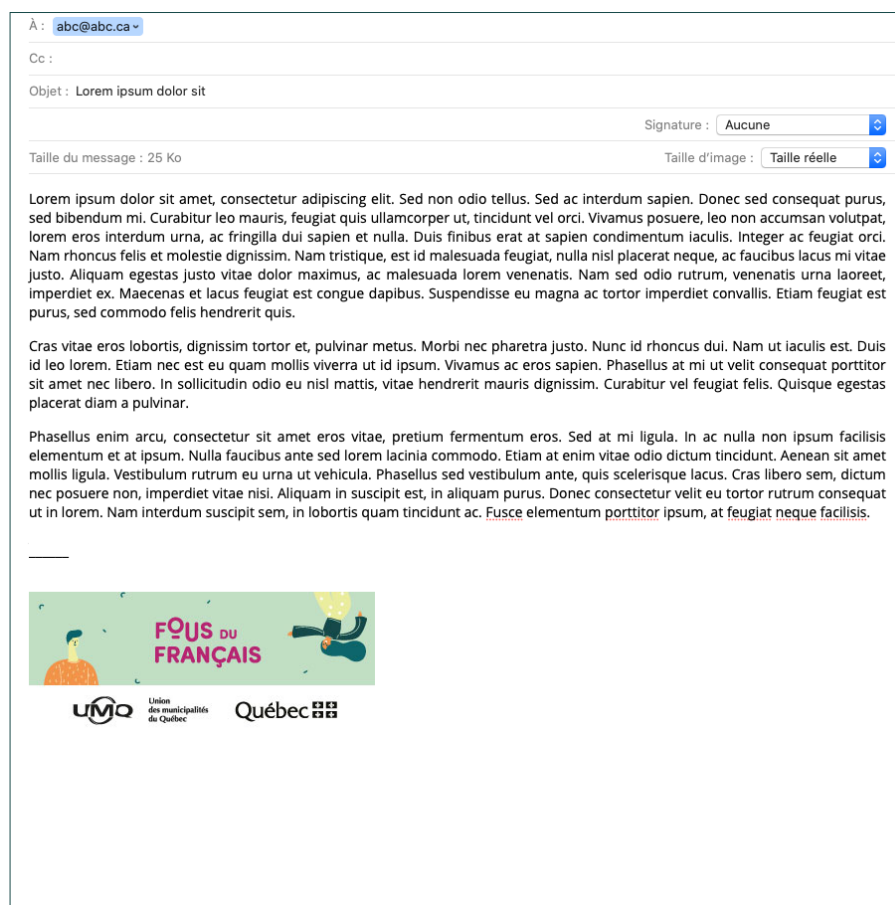 À : abc@abc.ca
Cc :
Objet : Lorem ipsum dolor sit
Signature : Aucune
Taille du message : 25 Ko Taille d'image : Taille réelle
Lorem ipsum dolor sit amet, consectetur adipiscing elit. Sed non odio tellus. Sed ac interdum sapien. Donec sed consequat purus,
sed bibendum mi. Curabitur leo mauris, feugiat quis ullamcorper ut, tincidunt vel orci. Vivamus posuere, leo non accumsan volutpat,
lorem eros interdum urna, ac fringilla dui sapien et nulla. Duis finibus erat at sapien condimentum iaculis. Integer ac feugiat orci.
Nam rhoncus felis et molestie dignissim. Nam tristique, est id malesuada feugiat, nulla nisl placerat neque, ac faucibus lacus mi vitae
justo. Aliquam egestas justo vitae dolor maximus, ac malesuada lorem venenatis. Nam sed odio rutrum, venenatis urna laoreet,
imperdiet ex. Maecenas et lacus feugiat est congue dapibus. Suspendisse eu magna ac tortor imperdiet convallis. Etiam feugiat est
purus, sed commodo felis hendrerit quis.
Cras vitae eros lobortis, dignissim tortor et, pulvinar metus. Morbi nec pharetra justo. Nunc id rhoncus dui. Nam ut iaculis est. Duis
id leo lorem. Etiam nec est eu quam mollis viverra ut id ipsum. Vivamus ac eros sapien. Phasellus at mi ut velit consequat porttitor
sit amet nec libero. In sollicitudin odio eu nisl mattis, vitae hendrerit mauris dignissim. Curabitur vel feugiat felis. Quisque egestas
placerat diam a pulvinar.
Phasellus enim arcu, consectetur sit amet eros vitae, pretium fermentum eros. Sed at mi ligula. In ac nulla non ipsum facilisis
elementum et at ipsum. Nulla faucibus ante sed lorem lacinia commodo. Etiam at enim vitae odio dictum tincidunt. Aenean sit amet
mollis ligula. Vestibulum rutrum eu urna ut vehicula. Phasellus sed vestibulum ante, quis scelerisque lacus. Cras libero sem, dictum
nec posuere non, imperdiet vitae nisi. Aliquam in suscipit est, in aliquam purus. Donec consectetur velit eu tortor rutrum consequat
ut in lorem. Nam interdum suscipit sem, in lobortis quam tincidunt ac. Fusce elementum porttitor ipsum, at feugiat neque facilisis.
FOUS DU
FRANÇAIS
UMQ
Union
des municipalités
du Québec
Québec